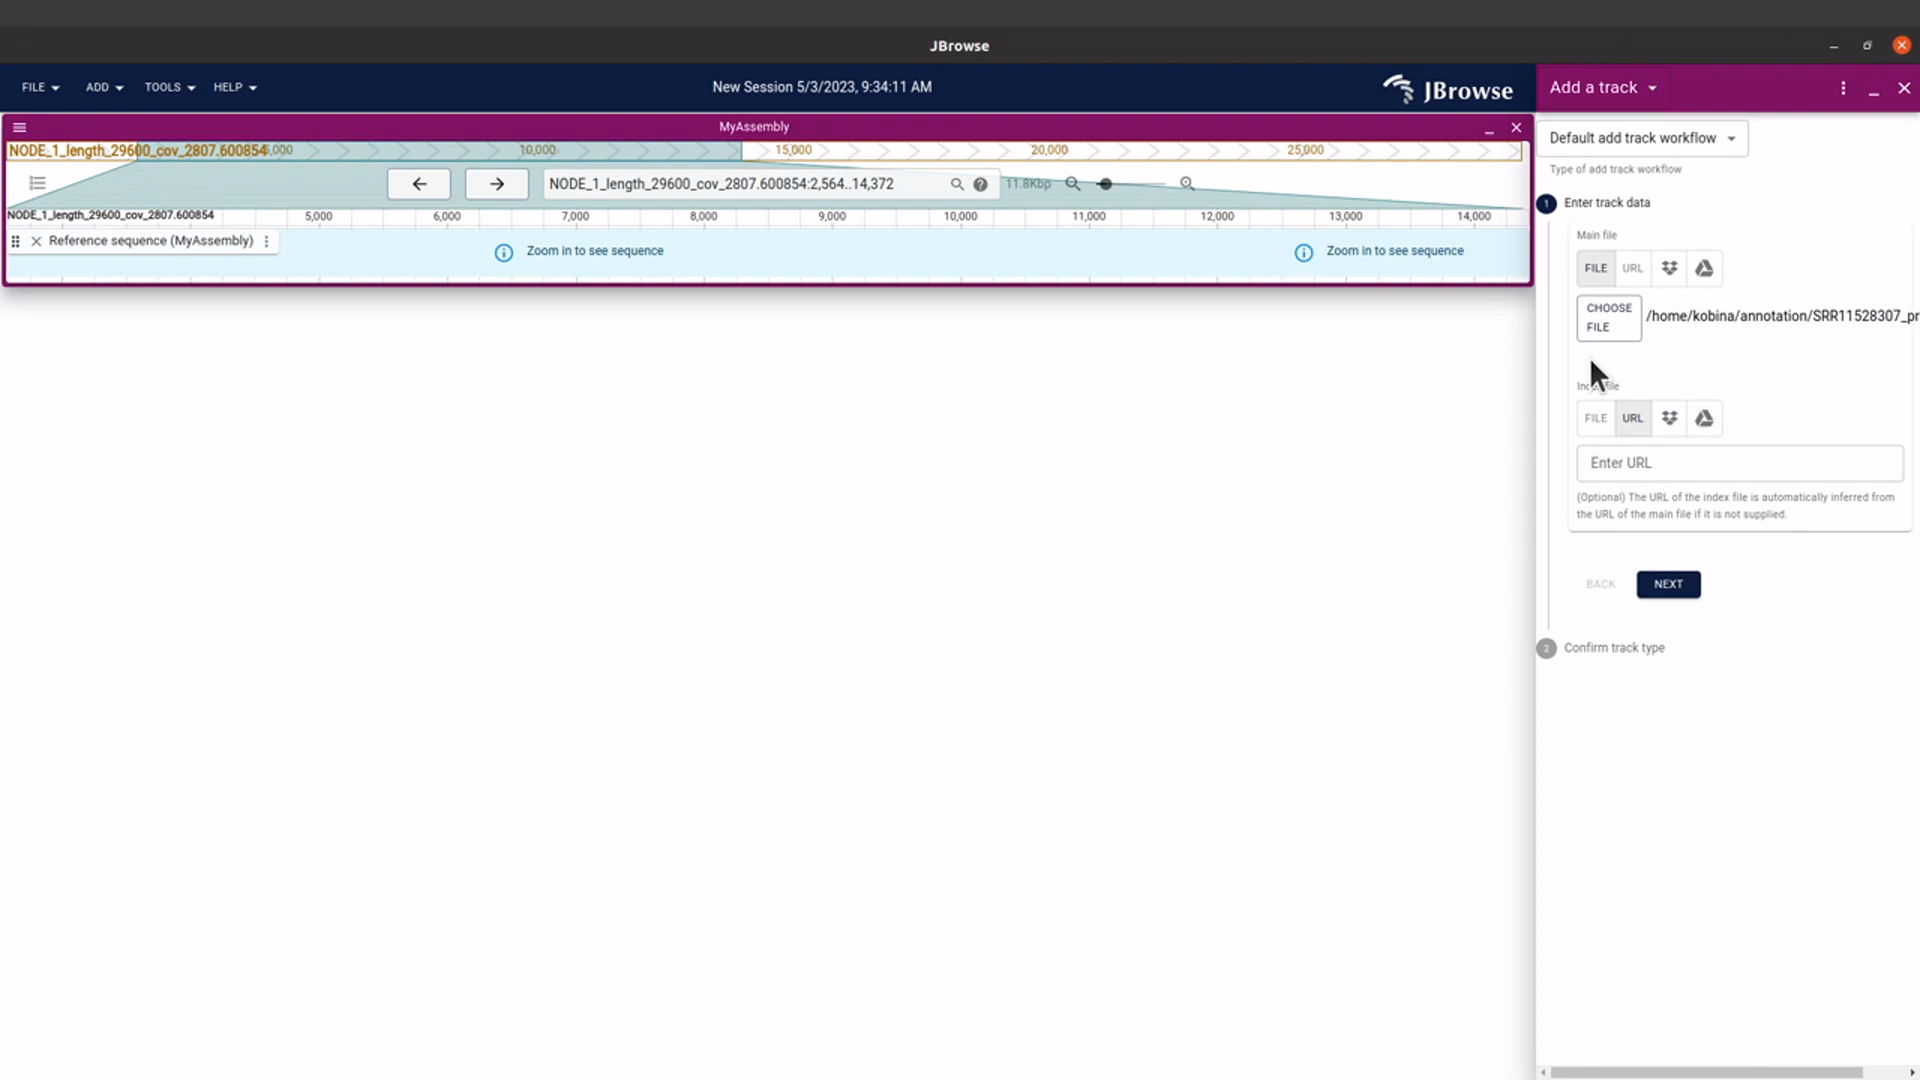 JBrowse
FILE ADD TOOLS HELP New Session 5/3/2023, 9:34:11 AM JBrowse Add a track
MyAssembly
Default add track workflow
NODE_1_length_29600_cov_2807.600854 ,000 10,000 15,000 20,000 25,000
Type of add track workflow
NODE_1_length_29600_cov_2807.600854:2,564..14,372 11.8Kbp
1 Enter track data
NODE_1_length_29600_cov_2807.600854 5,000 6,000 7,000 8,000 9,000 10,000 11,000 12,000 13,000 14,000
Main file
Reference sequence (MyAssembly) Zoom in to see sequence Zoom in to see sequence
FILE URL
CHOOSE
FILE
/home/kobina/annotation/SRR11528307_pr
FILE URL
Enter URL
(Optional) The URL of the index file is automatically inferred from
the URL of the main file if it is not supplied.
BACK NEXT
2 Confirm track type